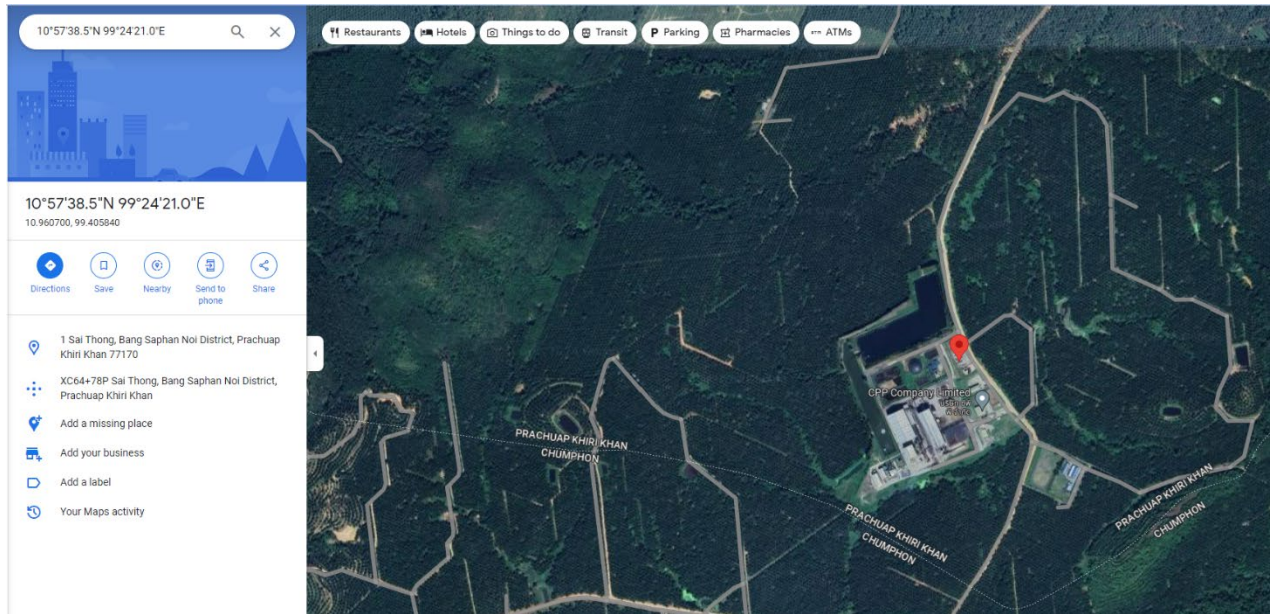 10°57'38.5"N 99°24'21.0"E
Restaurants
Hotels
Things to do
Transit
P Parking
Pharmacies
ATMs
10°57'38.5"N 99°24'21.0"E
10.960700, 99.405840
Directions
Save
Nearby
Send to
phone
Share
1 Sai Thong, Bang Saphan Noi District, Prachuap
Khiri Khan 77170
XC64+78P Sai Thong, Bang Saphan Noi District,
Prachuap Khiri Khan
Add a missing place
Add your business
Add a label
Your Maps activity
CPP Company Limited
PRACHUAP KHIRI KHAN
CHUMPHON
PRACHUAP KHIRI KHAN
CHUMPHON
PRACHUAP KHIRI KHAN
CHUMPHON